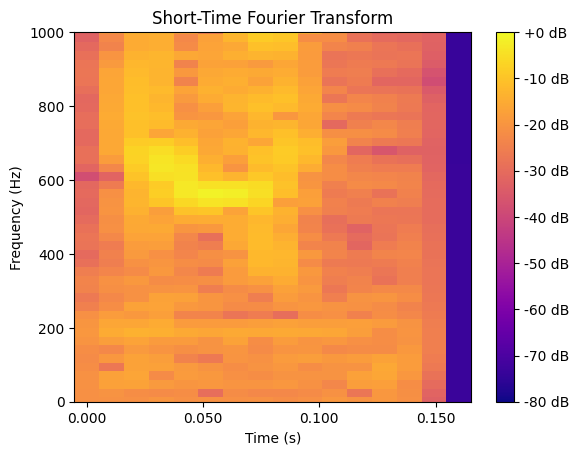 Short-Time Fourier Transform
Frequency (Hz)
1000
800
600
400
200
0
0.000
0.050
0.100
0.150
Time (s)
+0 dB
-10 dB
-20 dB
-30 dB
-40 dB
-50 dB
-60 dB
-70 dB
-80 dB